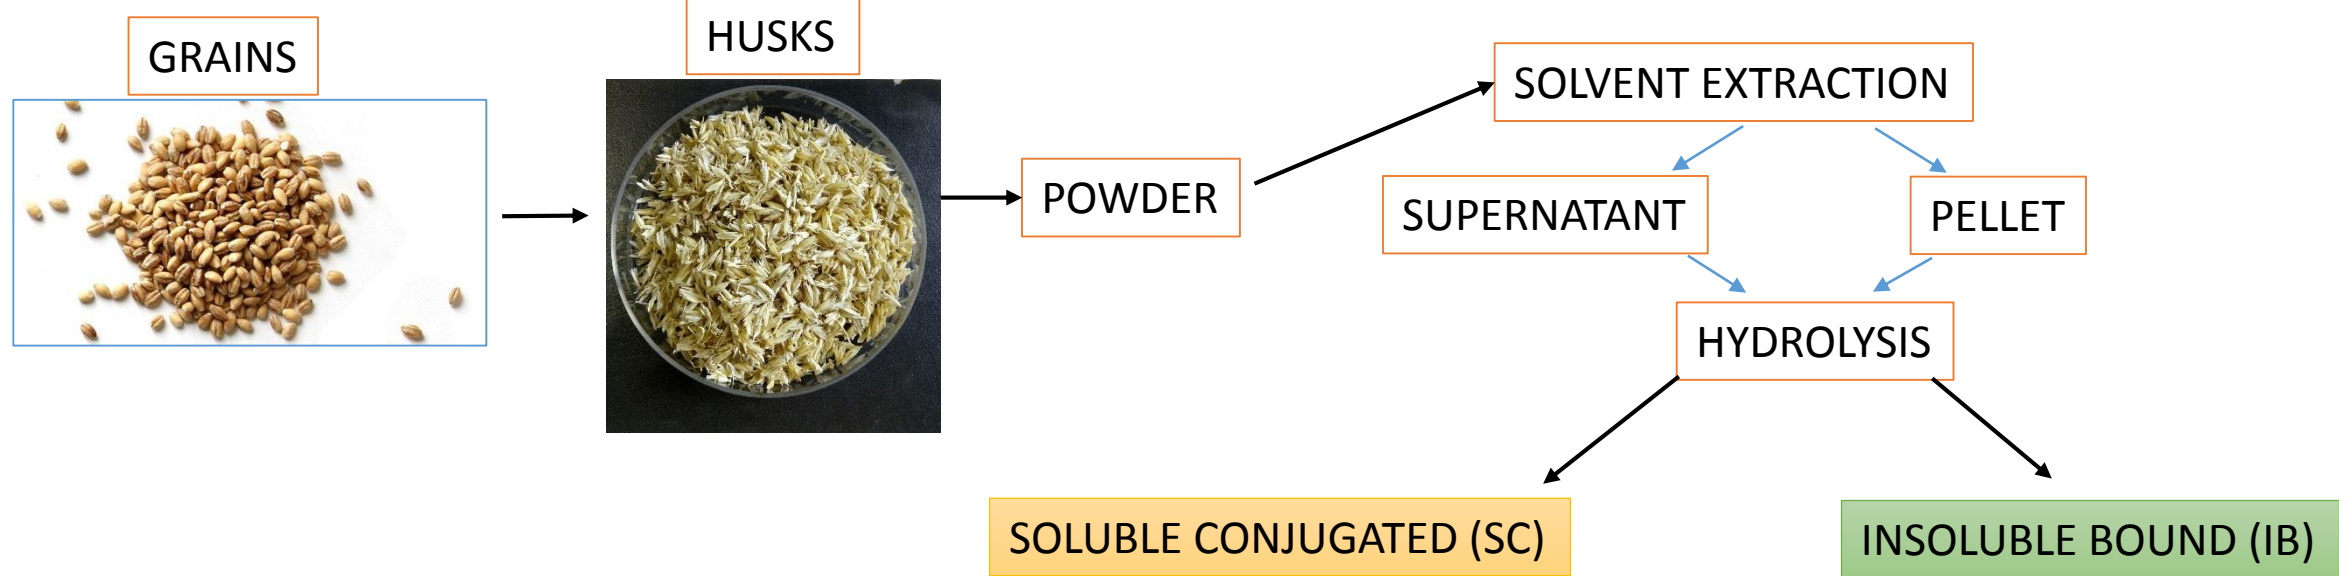 GRAINS
HUSKS
POWDER
SOLVENT EXTRACTION
SUPERNATANT
PELLET
HYDROLYSIS
SOLUBLE CONJUGATED (SC)
INSOLUBLE BOUND (IB)